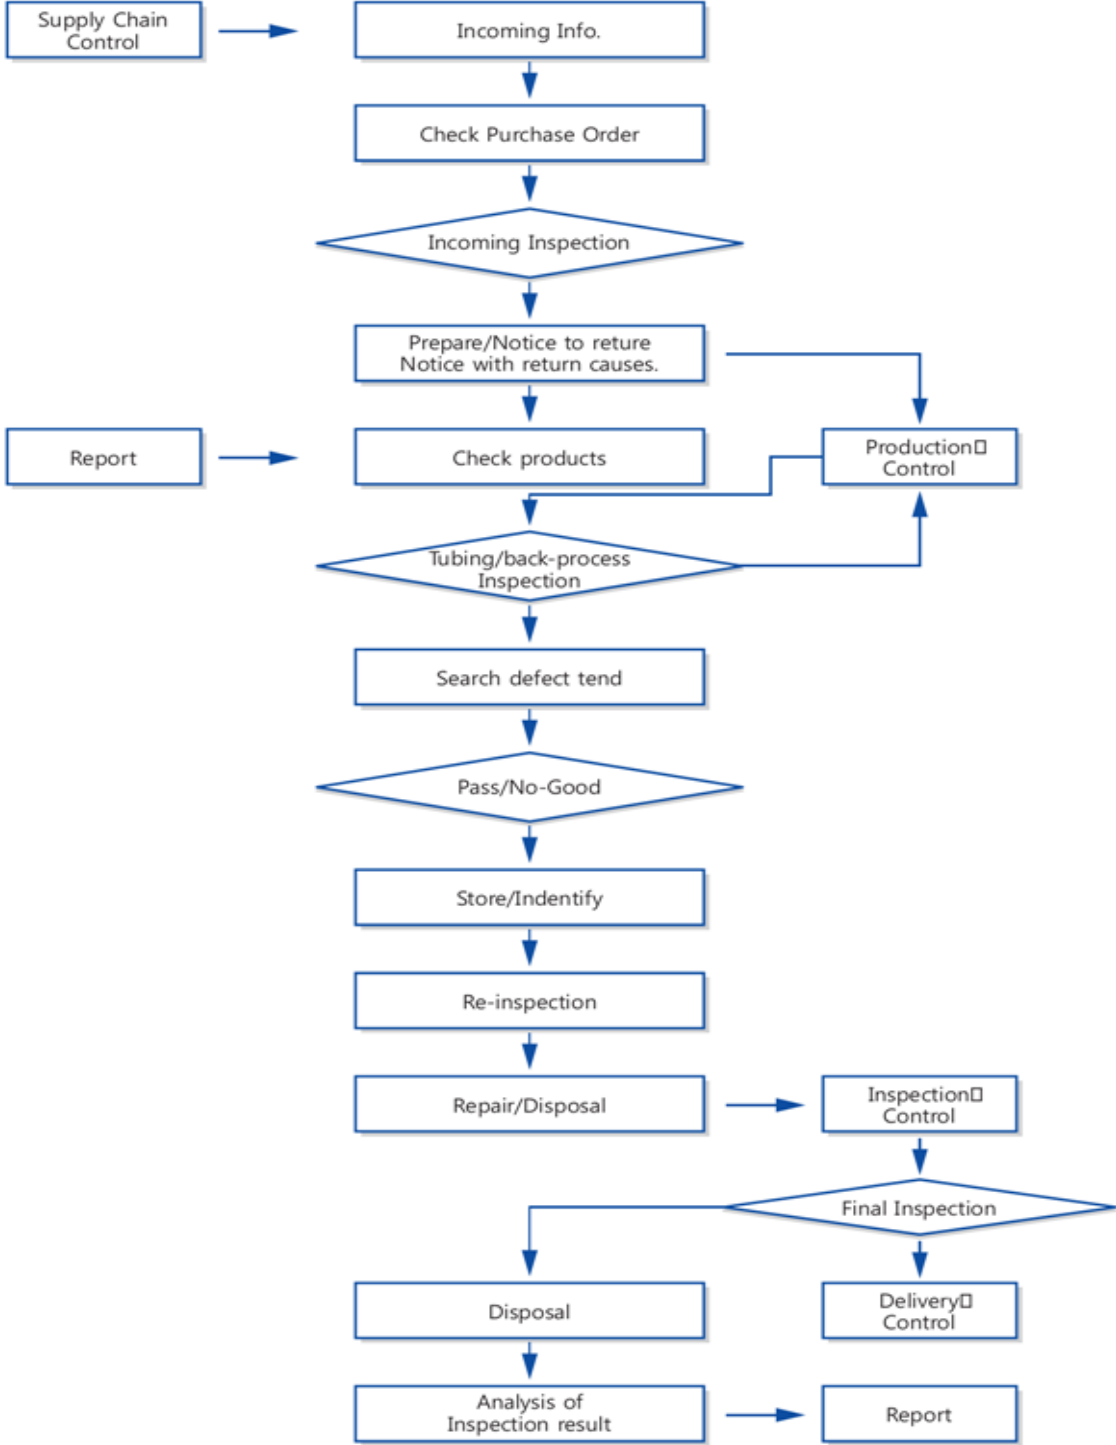 Supply Chain
Control
Incoming Info.
Check Purchase Order
Incoming Inspection
Prepare/Notice to reture
Notice with return causes.
Report
Check products
Production□
Control
Tubing/back-process
Inspection
Search defect tend
Pass/No-Good
Store/Indentify
Re-inspection
Repair/Disposal
Inspection□
Control
Final Inspection
Disposal
Delivery□
Control
Analysis of
Inspection result
Report